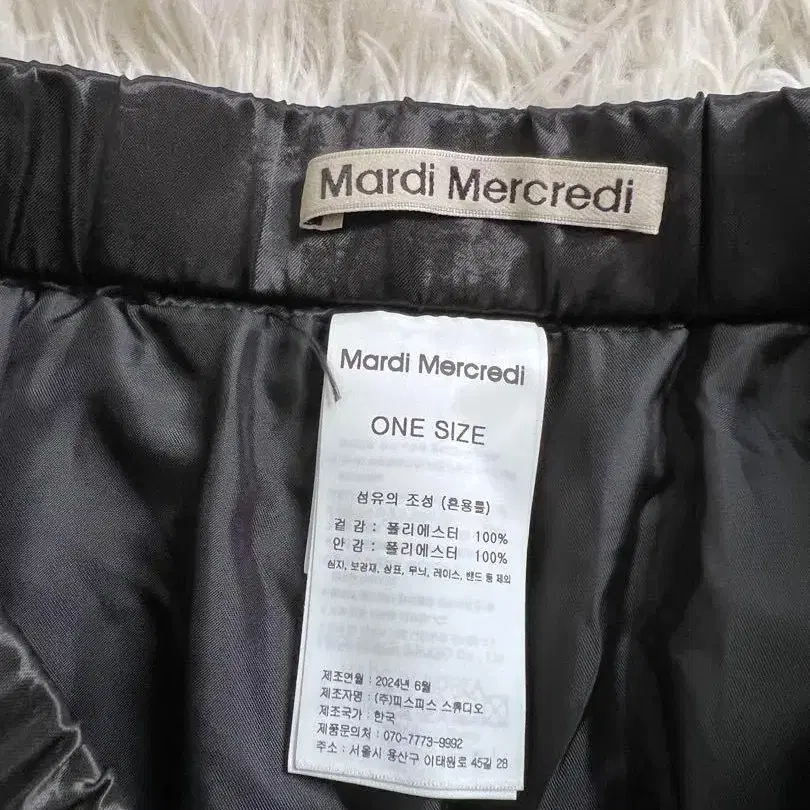 Mardi Mercredi
Mardi Mercredi
ONE SIZE
섬유의 조성 (혼용률)
겉 감 : 폴리에스터 100%
안 감 : 폴리에스터 100%
심지, 보강재, 상표, 무늬, 레이스, 밴드 등 제외
제조연월 : 2024년 6월
제조자명 : (주)피스피스 스튜디오
제조국가 : 한국
제품문의처 : 070-7773-9992
주소 : 서울시 용산구 이태원로 45길 28